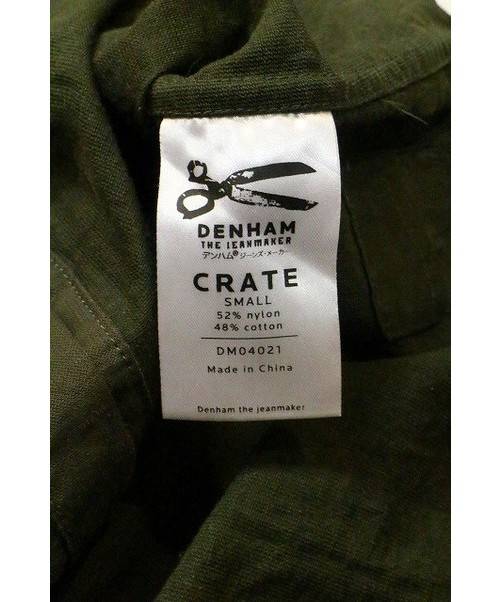 DENHAM
THE JEANMAKER
デンハム® ジーンズ・メーカー
CRATE
SMALL
52% nylon
48% cotton
DM04021
Made in China
Denham the jeanmaker